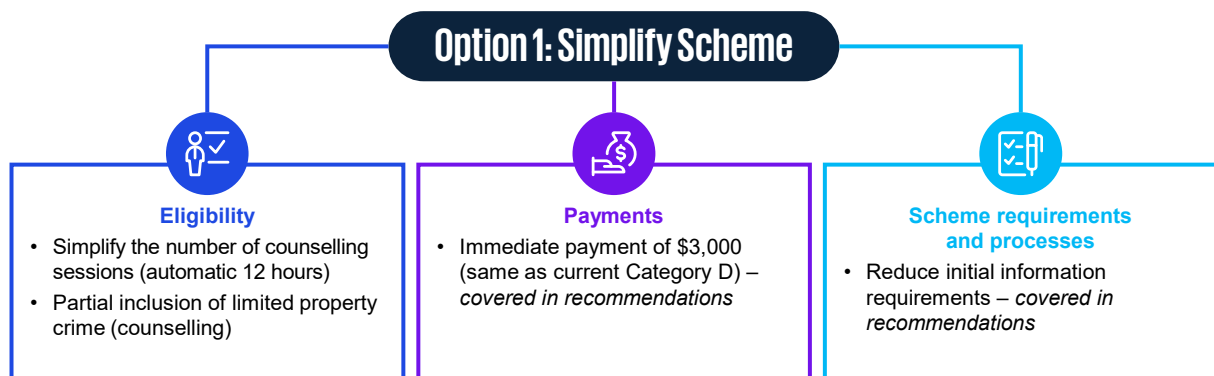 Option 1: Simplify Scheme
Eligibility
• Simplify the number of counselling
sessions (automatic 12 hours)
• Partial inclusion of limited property
crime (counselling)
Payments
• Immediate payment of $3,000
(same as current Category D) –
covered in recommendations
Scheme requirements
and processes
• Reduce initial information
requirements – covered in
recommendations